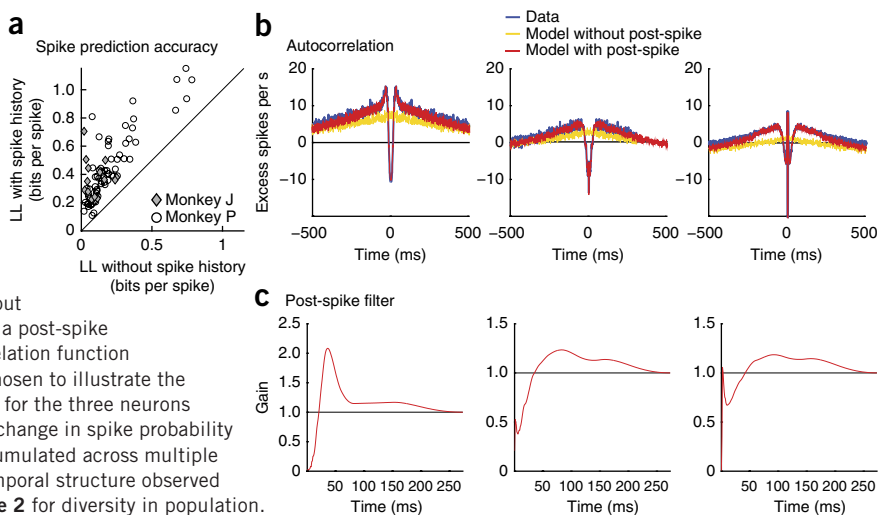 a
Spike prediction accuracy
LL with spike history
(bits per spike)
1.0
0.8
0.6
0.4
0.2
0
Monkey J
Monkey P
0 0.5 1
LL without spike history
(bits per spike)
b
Autocorrelation
Data
Model without post-spike
Model with post-spike
Excess spikes per s
20
10
0
−10
−500 0 500
Time (ms)
20
10
0
−10
−500 0 500
Time (ms)
20
10
0
−10
−500 0 500
Time (ms)
out
a post-spike
elation function
osen to illustrate the
for the three neurons
change in spike probability
umulated across multiple
mporal structure observed
e 2 for diversity in population.
c
Post-spike filter
Gain
2.5
2.0
1.5
1.0
0.5
0
50 100 150 200 250
Time (ms)
1.5
1.0
0.5
0
50 100 150 200 250
Time (ms)
1.5
1.0
0.5
0
50 100 150 200 250
Time (ms)